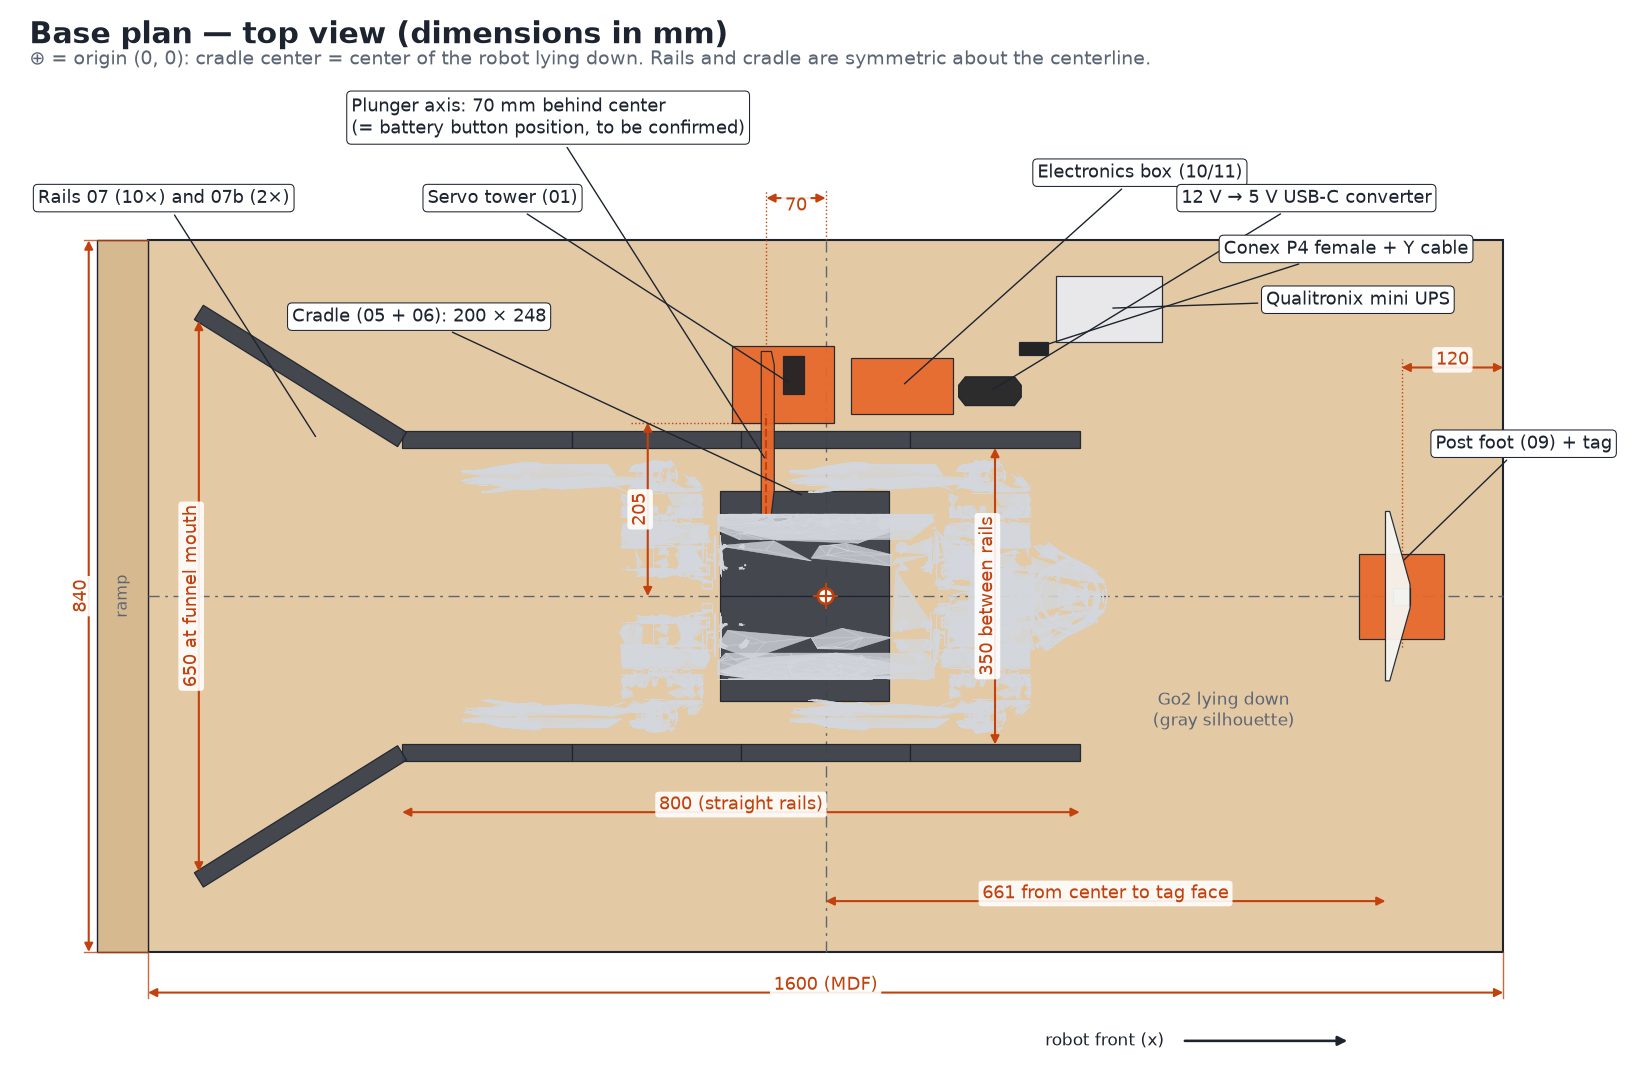 Base plan — top view (dimensions in mm)
⊕ = origin (0, 0): cradle center = center of the robot lying down. Rails and cradle are symmetric about the centerline.
Plunger axis: 70 mm behind center
(= battery button position, to be confirmed)
Electronics box (10/11)
Rails 07 (10×) and 07b (2×)
Servo tower (01)
12 V → 5 V USB-C converter
70
Conex P4 female + Y cable
Qualitronix mini UPS
Cradle (05 + 06): 200 × 248
120
Post foot (09) + tag
205
840
ramp
650 at funnel mouth
350 between rails
Go2 lying down
(gray silhouette)
800 (straight rails)
661 from center to tag face
1600 (MDF)
robot front (x)